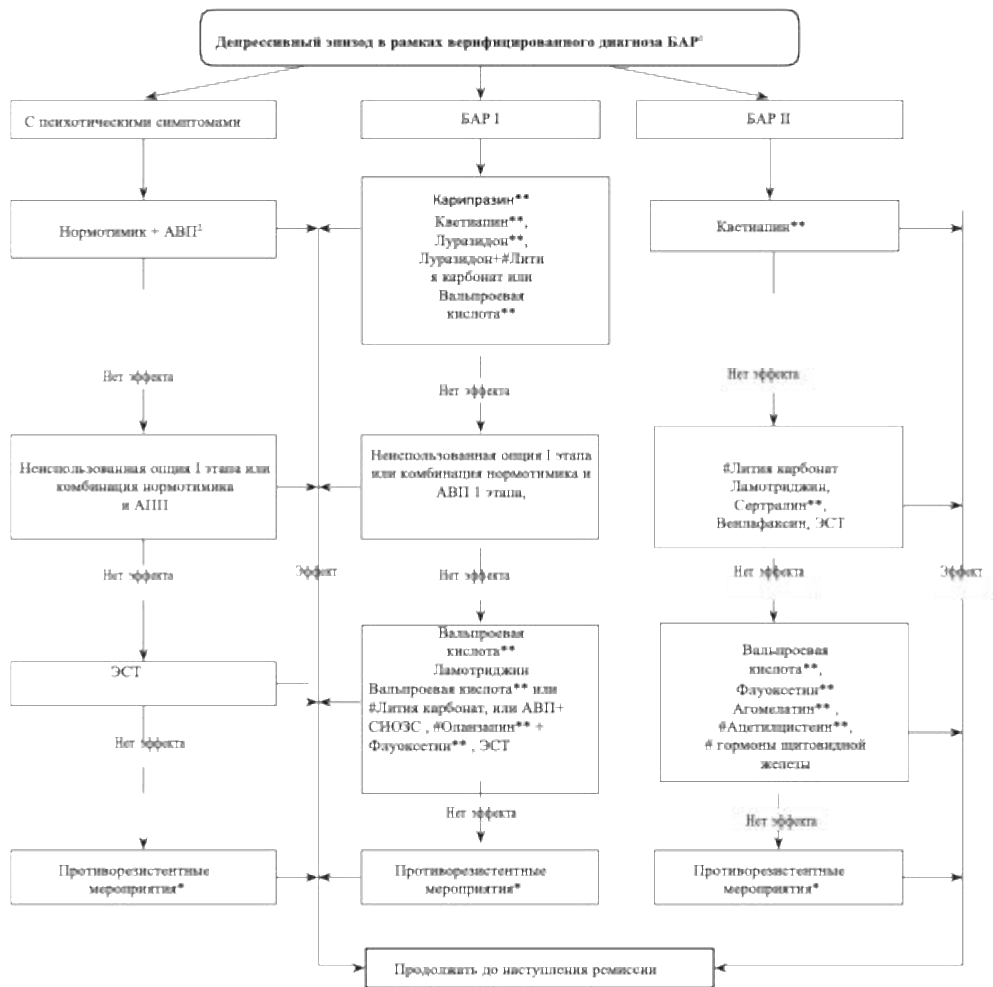 Депрессивный эпизод в рамках верифицированного диагноза БАР¹
С психотическими симптомами
БАР I
БАР II
Нормотимик + АВП²
Карипразин**
Кветиапин**,
Луразидон**,
Луразидон+#Лити
я карбонат или
Вальпроевая
кислота**
Кветиапин**
Нет эффекта
Нет эффекта
Нет эффекта
Неиспользованная опция I этапа или
комбинация нормотимика
и АПП
Неиспользованная опция I этапа
или комбинация нормотимика и
АВП 1 этапа,
#Лития карбонат
Ламотриджин,
Сертралин**,
Венлафаксин, ЭСТ
Нет эффекта
Эффект
Нет эффекта
Нет эффекта
Эффект
ЭСТ
Вальпроевая
кислота**
Ламотриджин
Вальпроевая кислота** или
#Лития карбонат, или АВП+
СИОЗС , #Оланзапин** +
Флуоксетин** , ЭСТ
Вальпроевая
кислота**,
Флуоксетин**
Агомелатин**,
#Ацетилцистеин**,
# гормоны щитовидной
железы
Нет эффекта
Нет эффекта
Нет эффекта
Противорезистентные
мероприятия*
Противорезистентные
мероприятия*
Противорезистентные
мероприятия*
Продолжать до наступления ремиссии